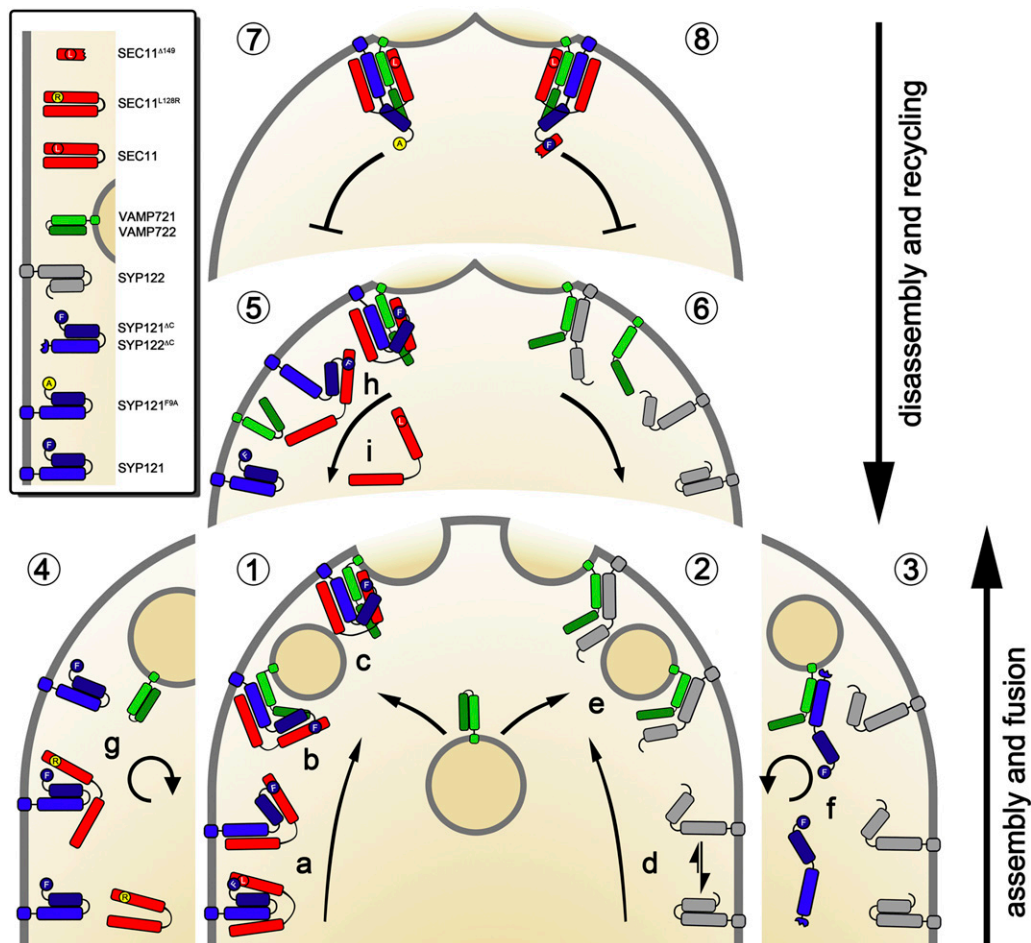 SEC11Δ149
SEC11L128R
SEC11
VAMP721
VAMP722
SYP122
SYP121ΔC
SYP122ΔC
SYP121F9A
SYP121
L
R
L
F
A
F
7
8
L
L
A
F
disassembly and recycling
5
6
F
F
h
L
i
F
4
1
2
3
F
F
c
e
F
g
b
F
R
F
F
a
d
f
F
F
R
F
L
assembly and fusion